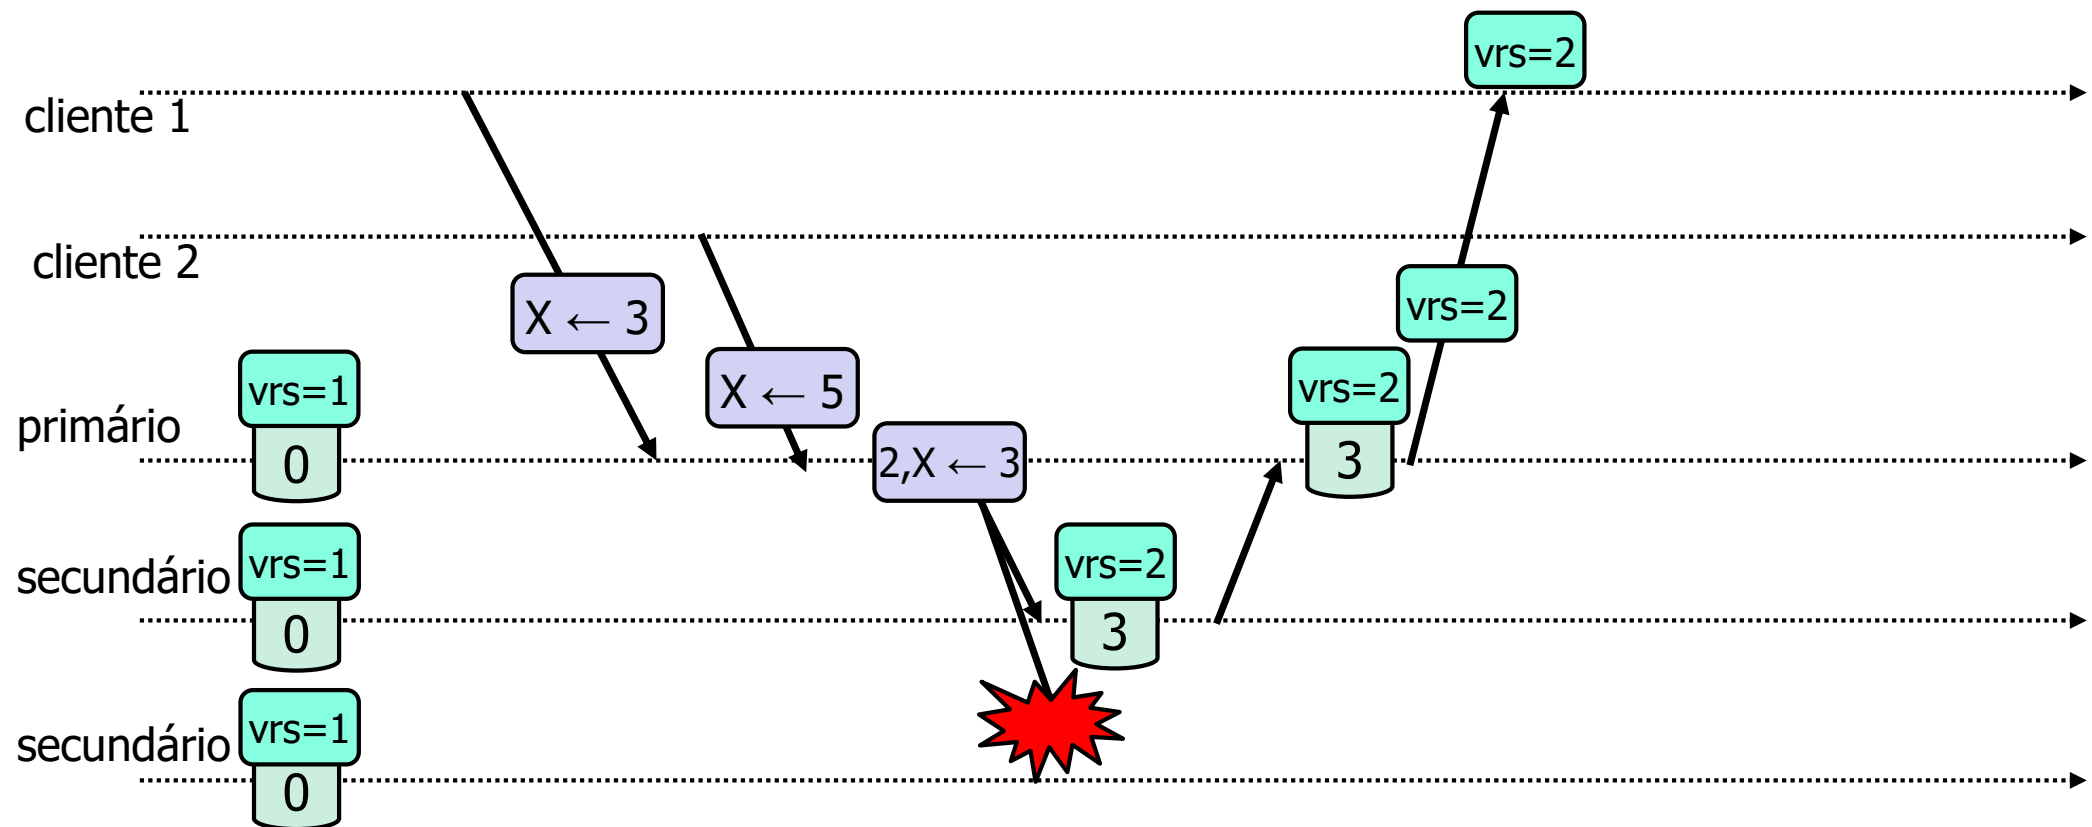 vrs=2
cliente 1
cliente 2
X ← 3
vrs=2
X ← 5
vrs=1
vrs=2
primário
0
2,X ← 3
3
secundário
vrs=1
vrs=2
0
3
secundário
vrs=1
0